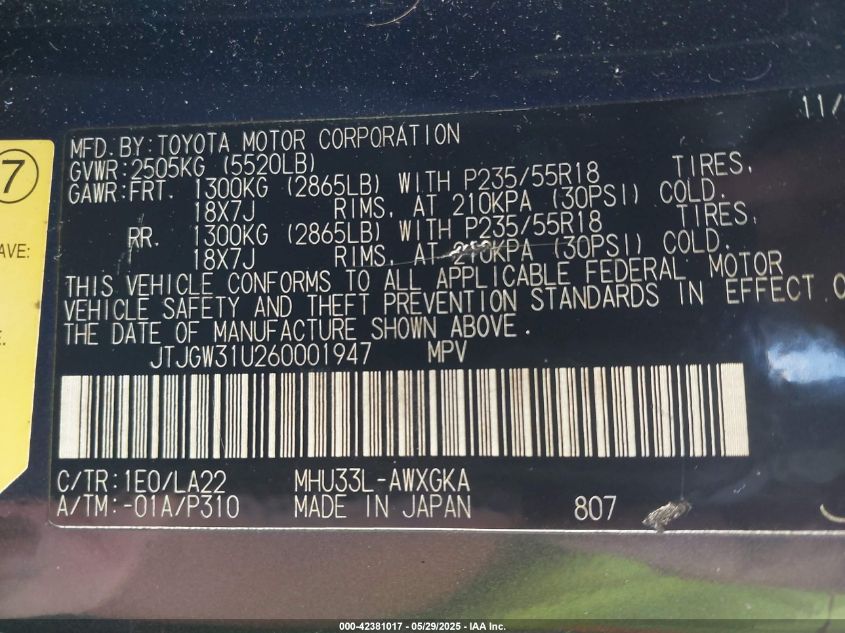 11/
7
AVE:
MFD. BY: TOYOTA MOTOR CORPORATION
GVWR: 2505KG (5520LB)
GAWR: FRT. 1300KG (2865LB) WITH P235/55R18 TIRES,
18X7J RIMS, AT 210KPA (30PSI) COLD.
RR. 1300KG (2865LB) WITH P235/55R18 TIRES,
18X7J RIMS, AT 210KPA (30PSI) COLD.
THIS VEHICLE CONFORMS TO ALL APPLICABLE FEDERAL MOTOR
VEHICLE SAFETY AND THEFT PREVENTION STANDARDS IN EFFECT
THE DATE OF MANUFACTURE SHOWN ABOVE.
JTJGW31U260001947 MPV
C/TR: 1E0/LA22 MHU33L-AWXGKA
A/TM: -01A/P310 MADE IN JAPAN 807
000-42381017 - 05/29/2025 - IAA Inc.